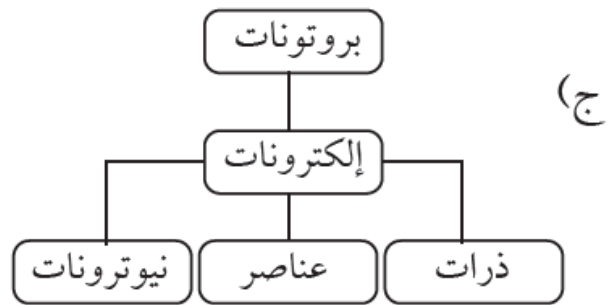 بروتونات
ج)
إلكترونات
ذرات
عناصر
نيوترونات